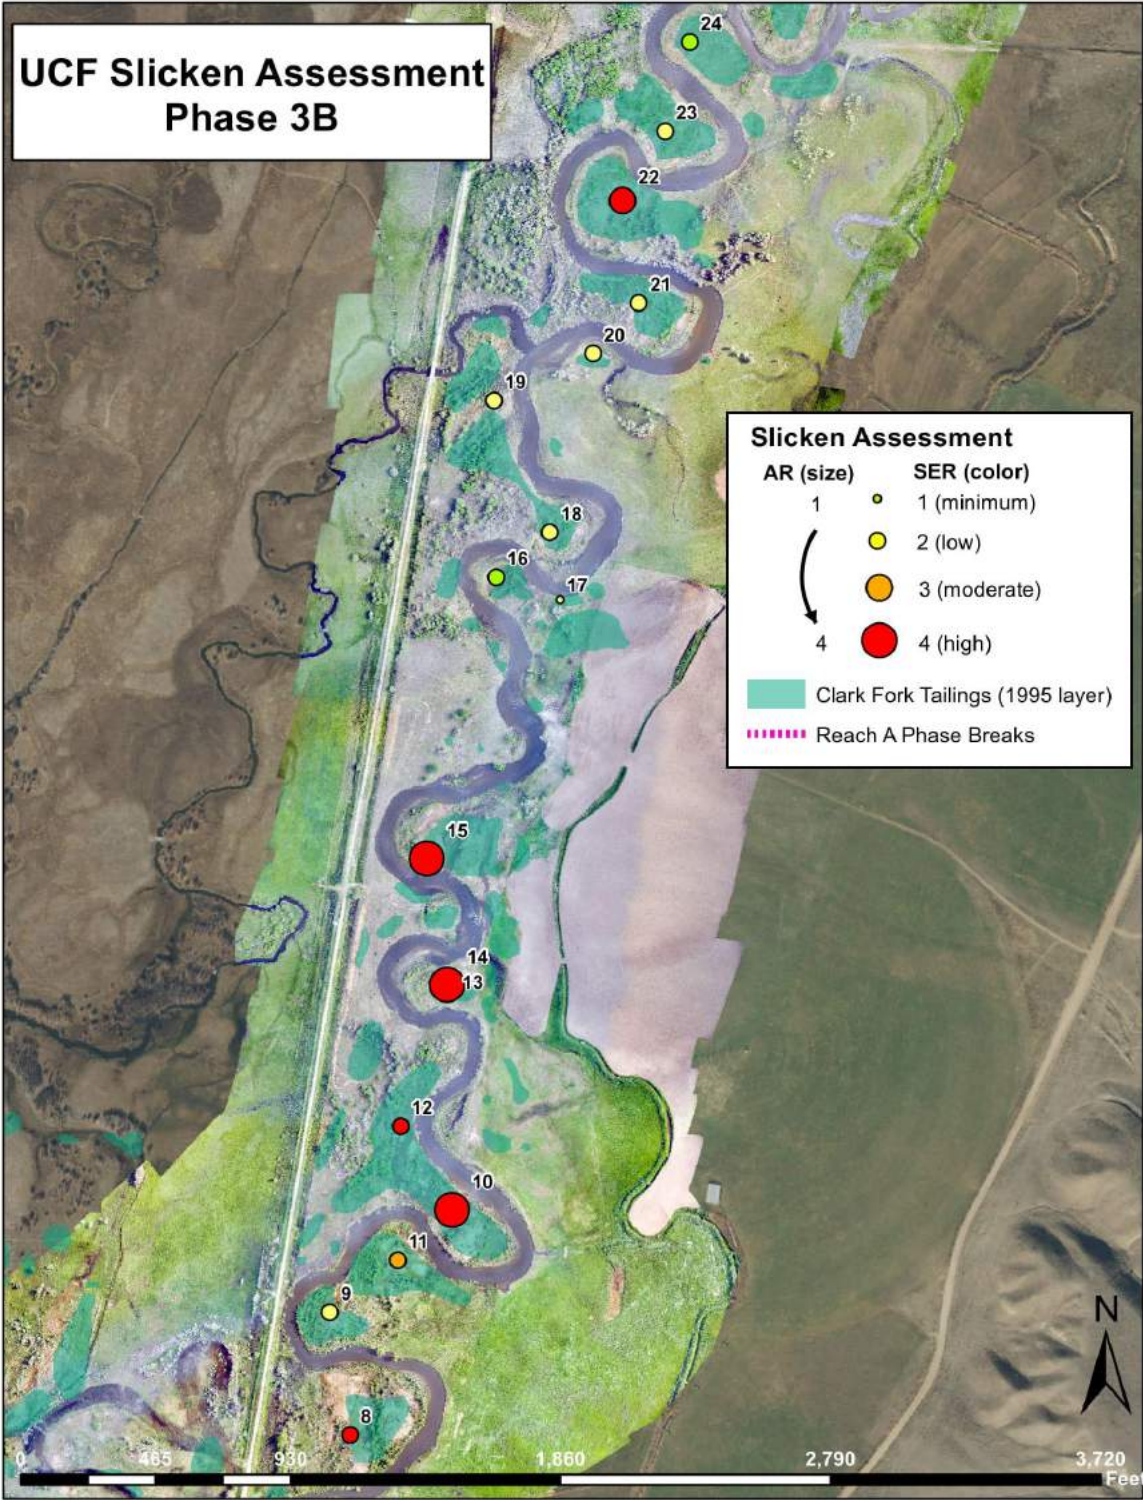 UCF Slicken Assessment
Phase 3B
24
23
22
21
20
19
18
16
17
15
14
13
12
10
11
9
8
Slicken Assessment
AR (size) SER (color)
1 1 (minimum)
2 (low)
3 (moderate)
4 4 (high)
Clark Fork Tailings (1995 layer)
Reach A Phase Breaks
N
0 465 930 1,860 2,790 3,720
Feet